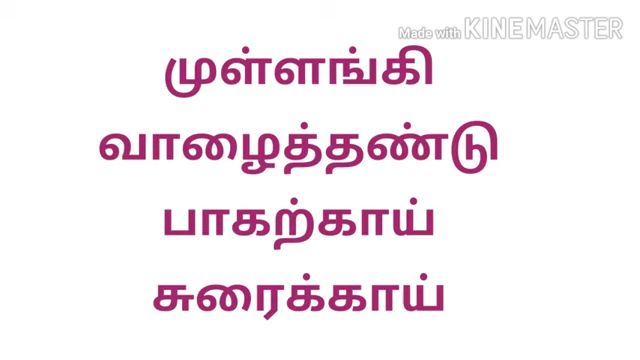 Made with KINEMASTER
முள்ளங்கி
வாழைத்தண்டு
பாகற்காய்
சுரைக்காய்